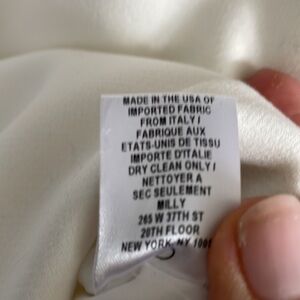 MADE IN THE USA OF
IMPORTED FABRIC
FROM ITALY /
FABRIQUE AUX
ETATS-UNIS DE TISSU
IMPORTE D'ITALIE
DRY CLEAN ONLY /
NETTOYER A
SEC SEULEMENT
MILLY
265 W 37TH ST
20TH FLOOR
NEW YORK, NY